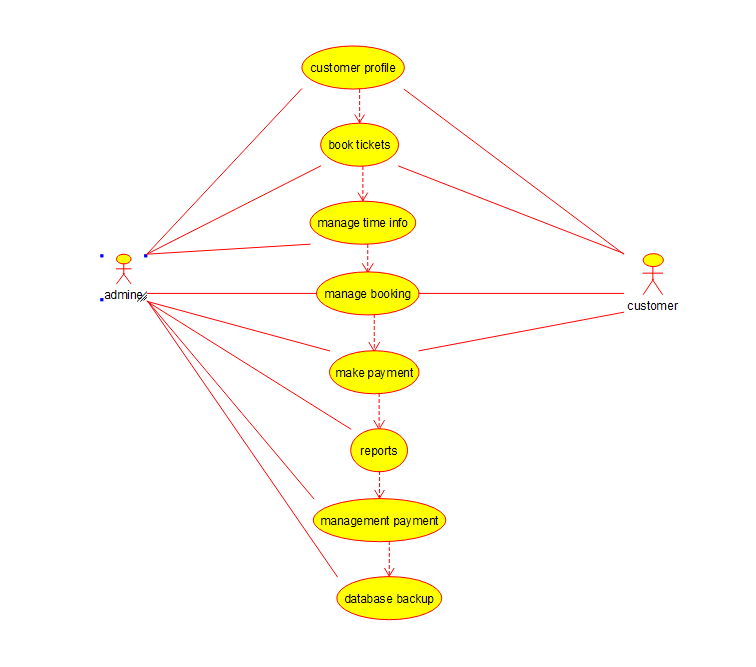 customer profile
book tickets
manage time info
admine
manage booking
customer
make payment
reports
management payment
database backup